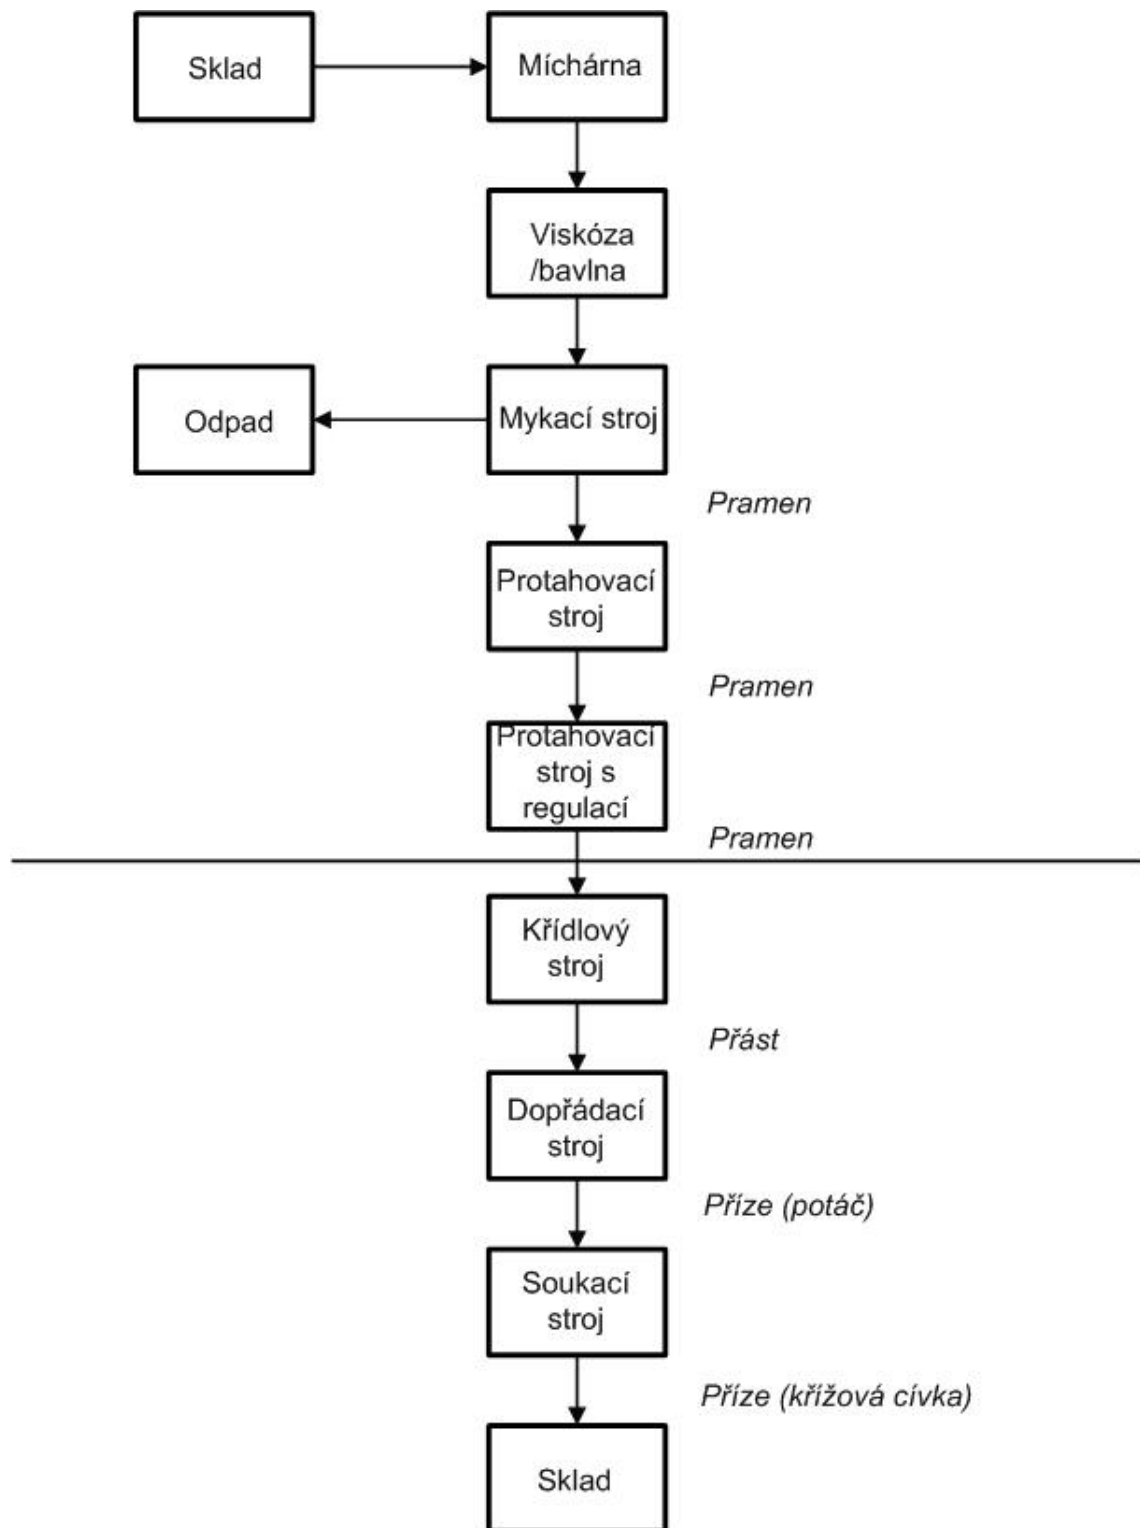 Sklad
Míchárna
Viskóza
/bavlna
Odpad
Mykací stroj
Pramen
Protahovací
stroj
Pramen
Protahovací
stroj s
regulací
Pramen
Křídlový
stroj
Přást
Dopřádací
stroj
Příze (potáč)
Soukací
stroj
Příze (křížová cívka)
Sklad